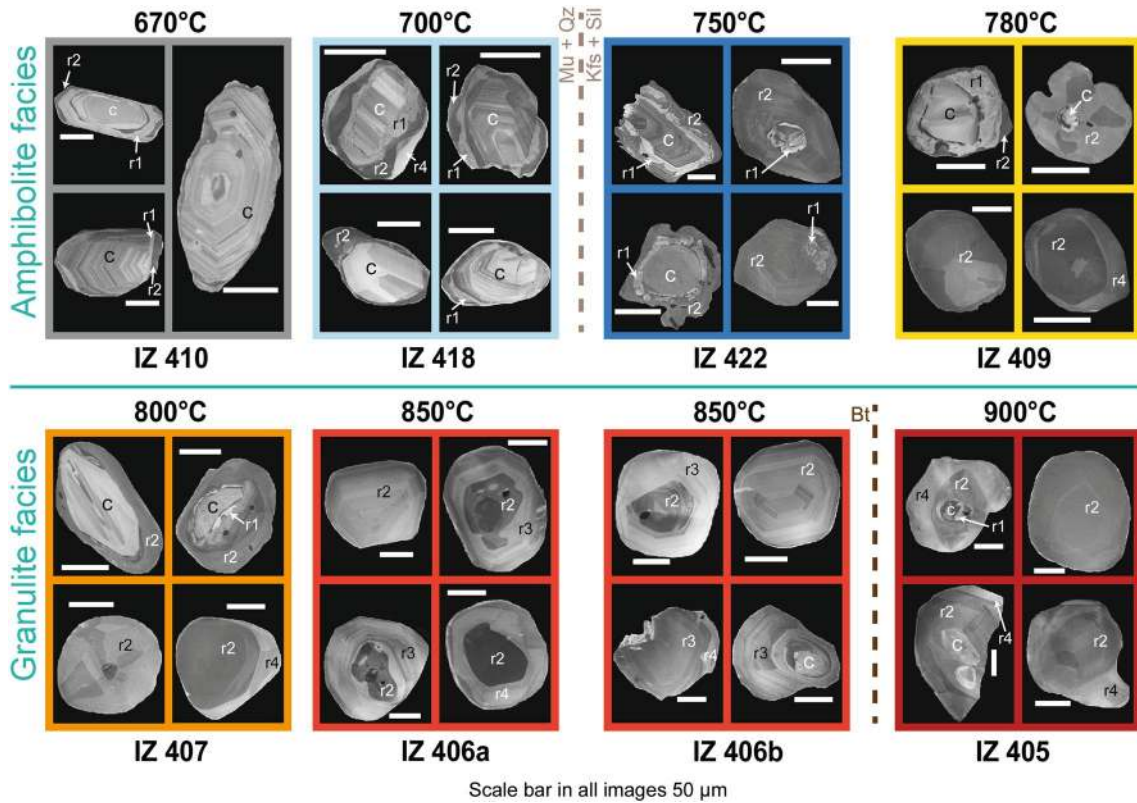 670°C 700°C 750°C 780°C
Amphibolite facies
Mu + Qz
Kfs + Sil
r2 C r1
C
C r1 r2
C r1 r2 r4
r2 C r1
r2 C
C r1
C r2 r1
r2 r1
r1 C r2
r2 r1
C r1 r2
C r2
r2
r2 r4
IZ 410 IZ 418 IZ 422 IZ 409
800°C 850°C 850°C 900°C
Granulite facies
Bt
C r2
C r1 r2
r2
r2 r4
r2
r2 r3
r3 r2
r2 r4
r3 r2
r2
r3 r4
r3 C
r4 r2 C r1
r2
r2 C r4
r2 r4
IZ 407 IZ 406a IZ 406b IZ 405
Scale bar in all images 50 µm